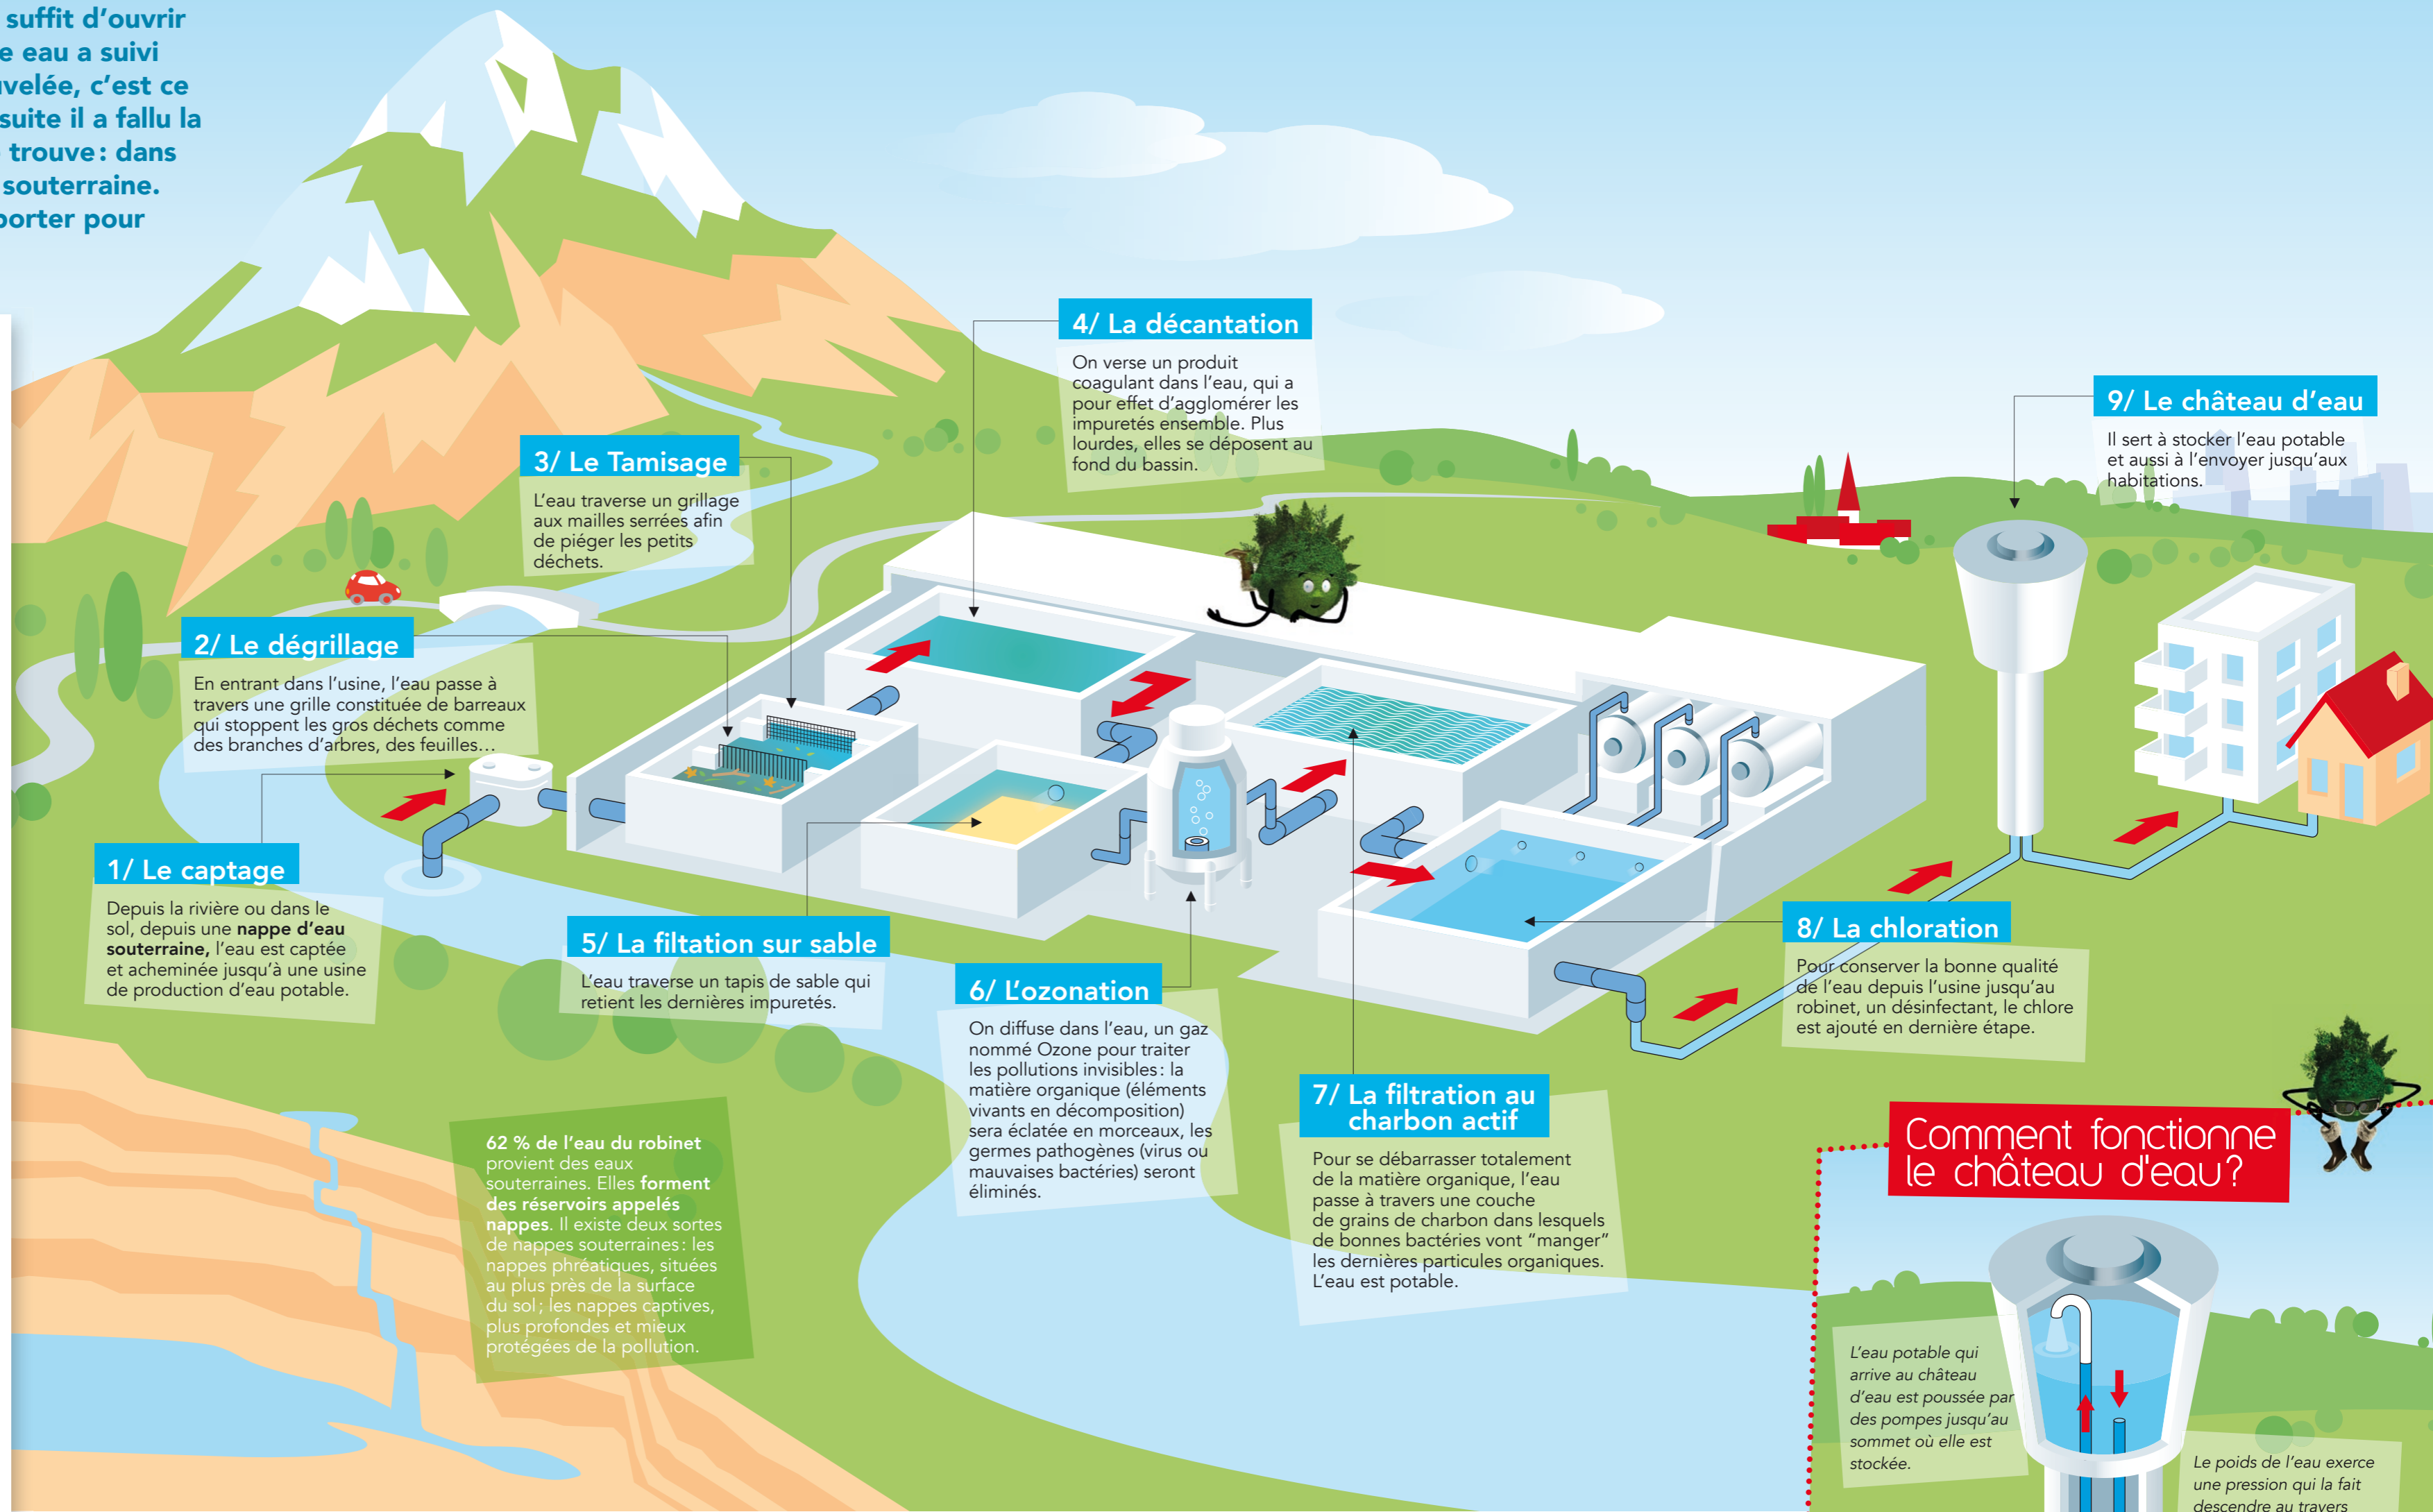 suffit d'ouvrir
e eau a suivi
uvelée, c'est ce
suite il a fallu la
trouve : dans
souterraine.
porter pour
4/ La décantation
On verse un produit
coagulant dans l'eau, qui a
pour effet d'agglomérer les
impuretés ensemble. Plus
lourdes, elles se déposent au
fond du bassin.
9/ Le château d'eau
Il sert à stocker l'eau potable
et aussi à l'envoyer jusqu'aux
habitations.
3/ Le Tamisage
L'eau traverse un grillage
aux mailles serrées afin
de piéger les petits
déchets.
2/ Le dégrillage
En entrant dans l'usine, l'eau passe à
travers une grille constituée de barreaux
qui stoppent les gros déchets comme
des branches d'arbres, des feuilles…
1/ Le captage
Depuis la rivière ou dans le
sol, depuis une nappe d'eau
souterraine, l'eau est captée
et acheminée jusqu'à une usine
de production d'eau potable.
5/ La filtation sur sable
L'eau traverse un tapis de sable qui
retient les dernières impuretés.
6/ L'ozonation
On diffuse dans l'eau, un gaz
nommé Ozone pour traiter
les pollutions invisibles : la
matière organique (éléments
vivants en décomposition)
sera éclatée en morceaux, les
germes pathogènes (virus ou
mauvaises bactéries) seront
éliminés.
8/ La chloration
Pour conserver la bonne qualité
de l'eau depuis l'usine jusqu'au
robinet, un désinfectant, le chlore
est ajouté en dernière étape.
7/ La filtration au
charbon actif
Pour se débarrasser totalement
de la matière organique, l'eau
passe à travers une couche
de grains de charbon dans lesquels
de bonnes bactéries vont "manger"
les dernières particules organiques.
L'eau est potable.
62 % de l'eau du robinet
provient des eaux
souterraines. Elles forment
des réservoirs appelés
nappes. Il existe deux sortes
de nappes souterraines : les
nappes phréatiques, situées
au plus près de la surface
du sol ; les nappes captives,
plus profondes et mieux
protégées de la pollution.
Comment fonctionne
le château d'eau?
L'eau potable qui
arrive au château
d'eau est poussée par
des pompes jusqu'au
sommet où elle est
stockée.
Le poids de l'eau exerce
une pression qui la fait
descendre au travers